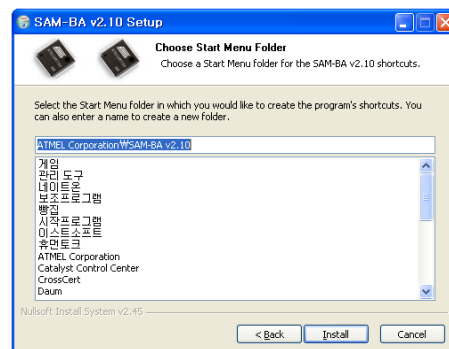 SAM-BA v2.10 Setup
Choose Start Menu Folder
Choose a Start Menu folder for the SAM-BA v2.10 shortcuts.
Select the Start Menu folder in which you would like to create the program's shortcuts. You
can also enter a name to create a new folder.
ATMEL Corporation₩SAM-BA v2.10
게임
관리 도구
네이트온
보조프로그램
빵집
시작프로그램
이스트소프트
휴먼토크
ATMEL Corporation
Catalyst Control Center
CrossCert
Daum
Nullsoft Install System v2.45
< Back
Install
Cancel